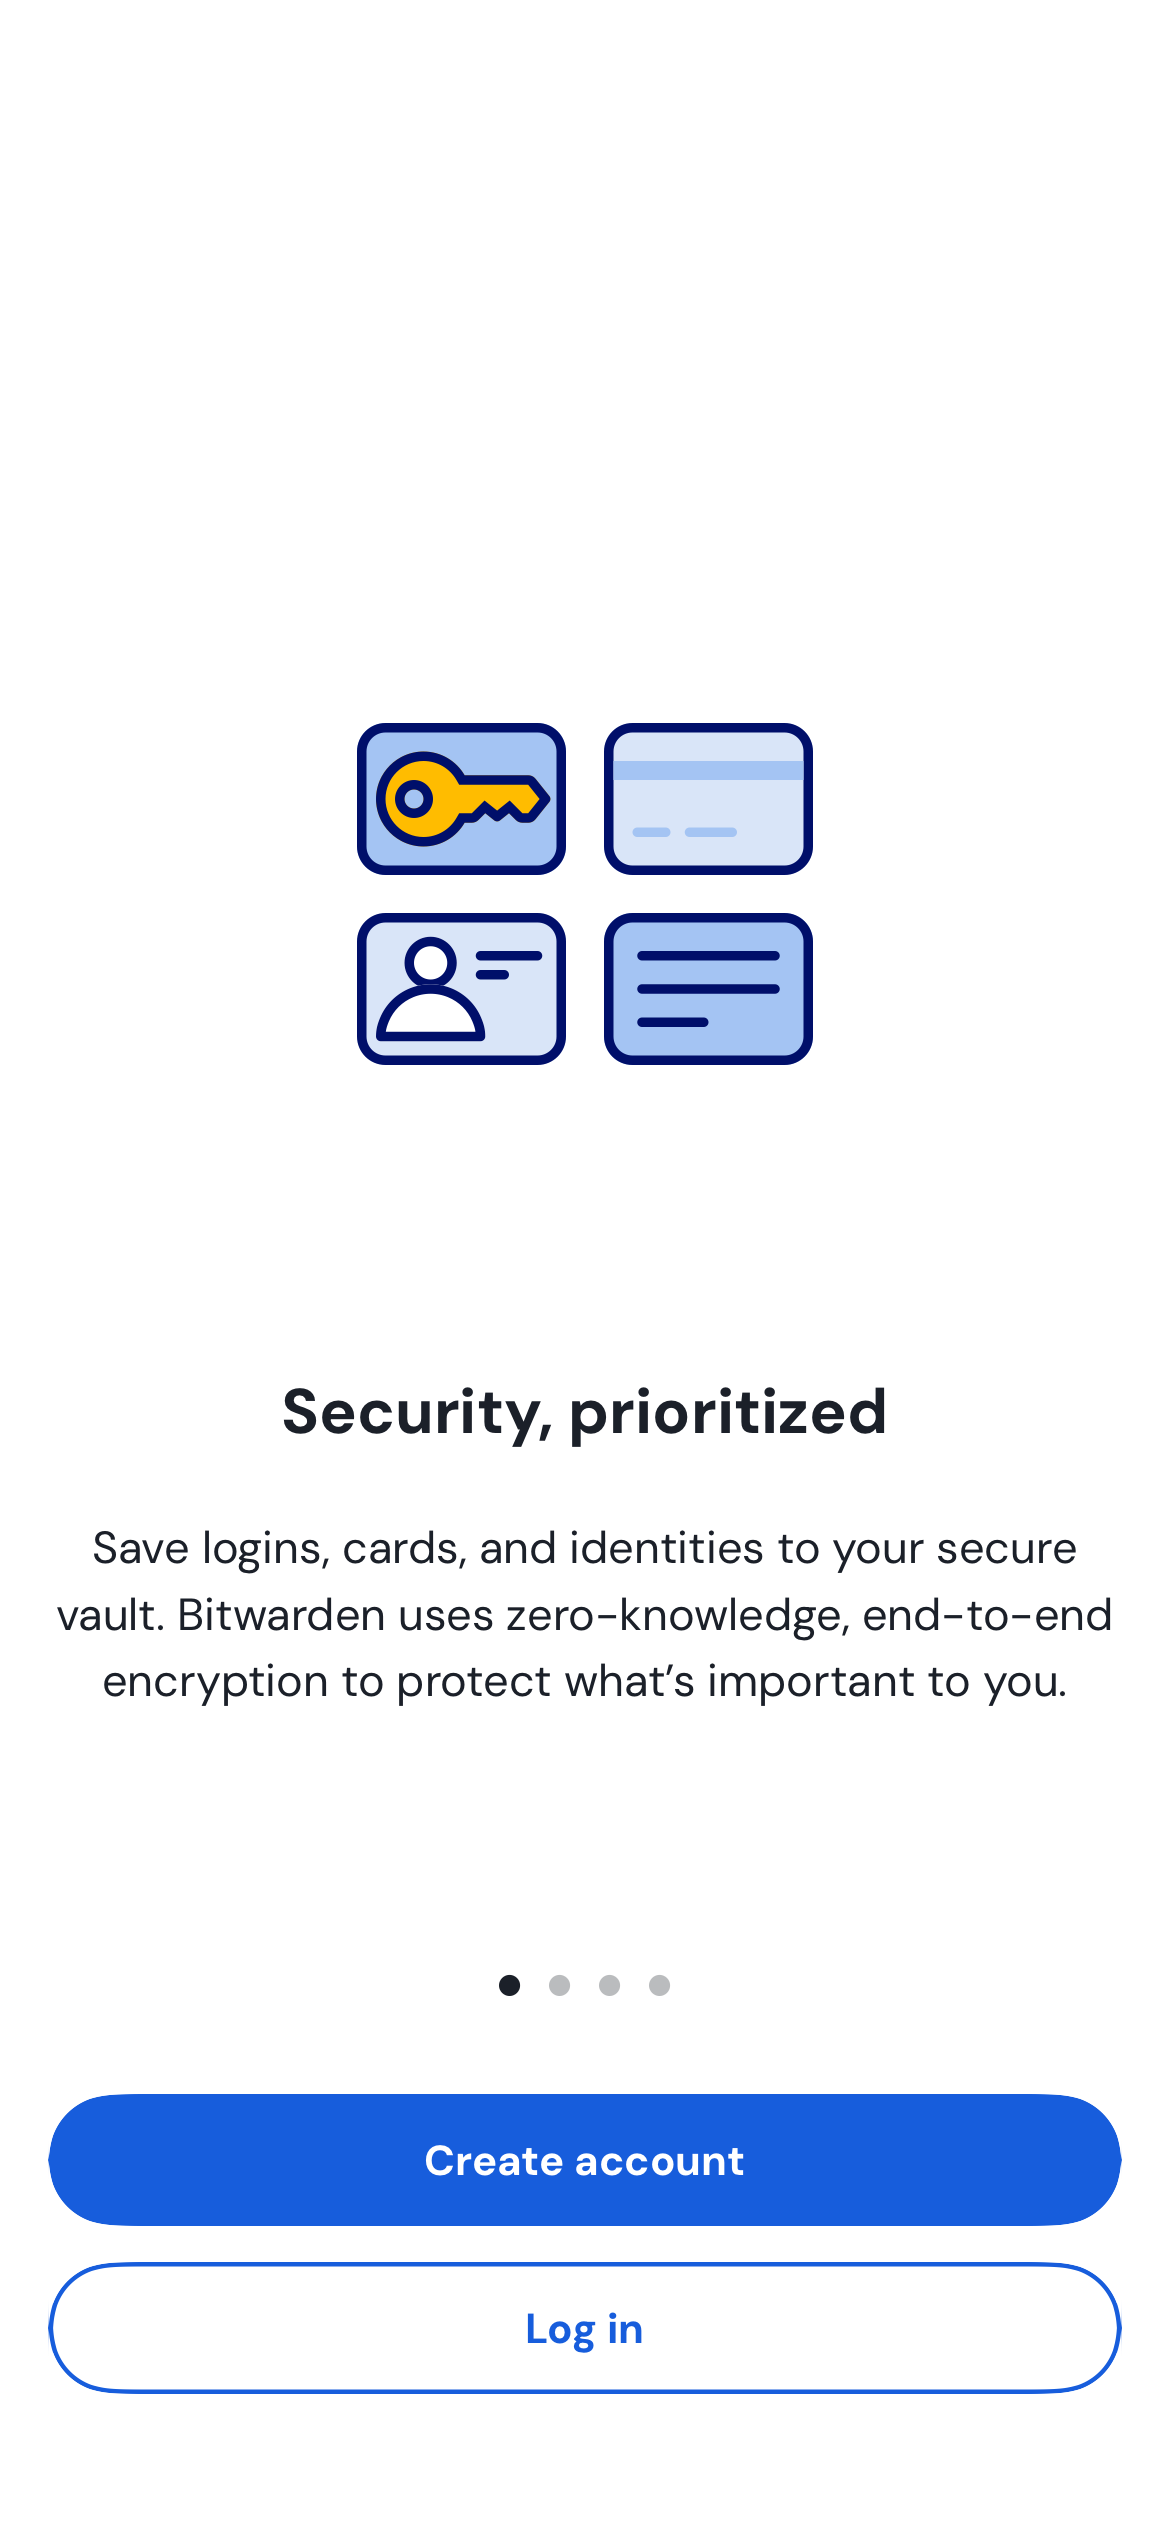 Security, prioritized
Save logins, cards, and identities to your secure
vault. Bitwarden uses zero-knowledge, end-to-end
encryption to protect what’s important to you.
Create account
Log in